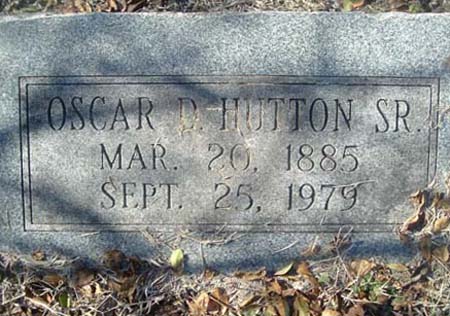 OSCAR D. HUTTON SR.
MAR. 20, 1885
SEPT. 25, 1979